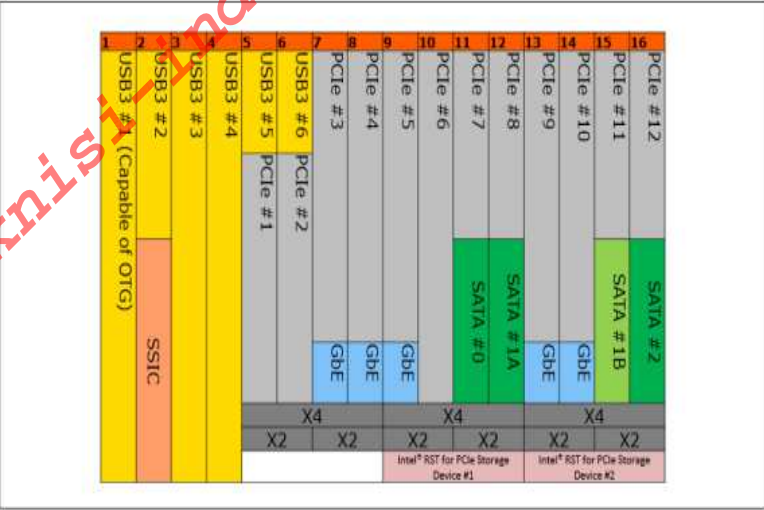 1 2 3 4 5 6 7 8 9 10 11 12 13 14 15 16
USB3 #1 (Capable of OTG)
USB3 #2
SSIC
USB3 #3
USB3 #4
USB3 #5
PCIe #1
USB3 #6
PCIe #2
PCIe #3
GbE
PCIe #4
GbE
PCIe #5
GbE
PCIe #6
PCIe #7
SATA #0
PCIe #8
SATA #1A
PCIe #9
GbE
PCIe #10
GbE
PCIe #11
SATA #1B
PCIe #12
SATA #2
X4 X4 X4
X2 X2 X2 X2 X2 X2
Intel® RST for PCIe Storage
Device #1
Intel® RST for PCIe Storage
Device #2